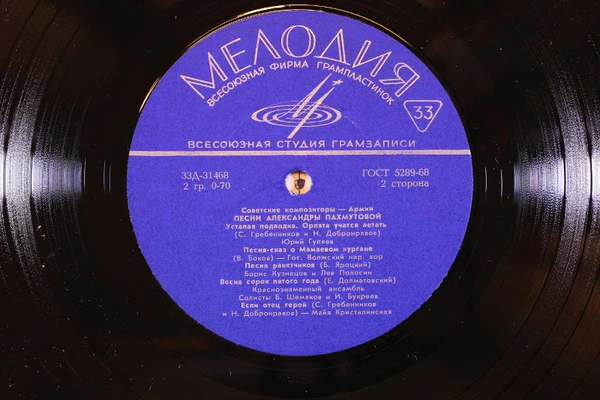 МЕЛОДИЯ
ВСЕСОЮЗНАЯ ФИРМА ГРАМПЛАСТИНОК
33
ВСЕСОЮЗНАЯ СТУДИЯ ГРАМЗАПИСИ
33Д-31468
ГОСТ 5289-68
2 гр. 0-70
2 сторона
Советские композиторы — Армии
ПЕСНИ АЛЕКСАНДРЫ ПАХМУТОВОЙ
Усталая подлодка. Орлята учатся летать
(С. Гребенников и Н. Добронравов)
Юрий Гуляев
Песня-сказ о Мамаевом кургане
(В. Боков) — Гос. Волжский нар. хор
Песня ракетчиков (Б. Яроцкий)
Борис Кузнецов и Лев Полосин
Весна сорок пятого года (Е. Долматовский)
Краснознаменный ансамбль
Солисты Б. Шемяков и И. Букреев
Если отец герой (С. Гребенников
и Н. Добронравов) — Майя Кристалинская